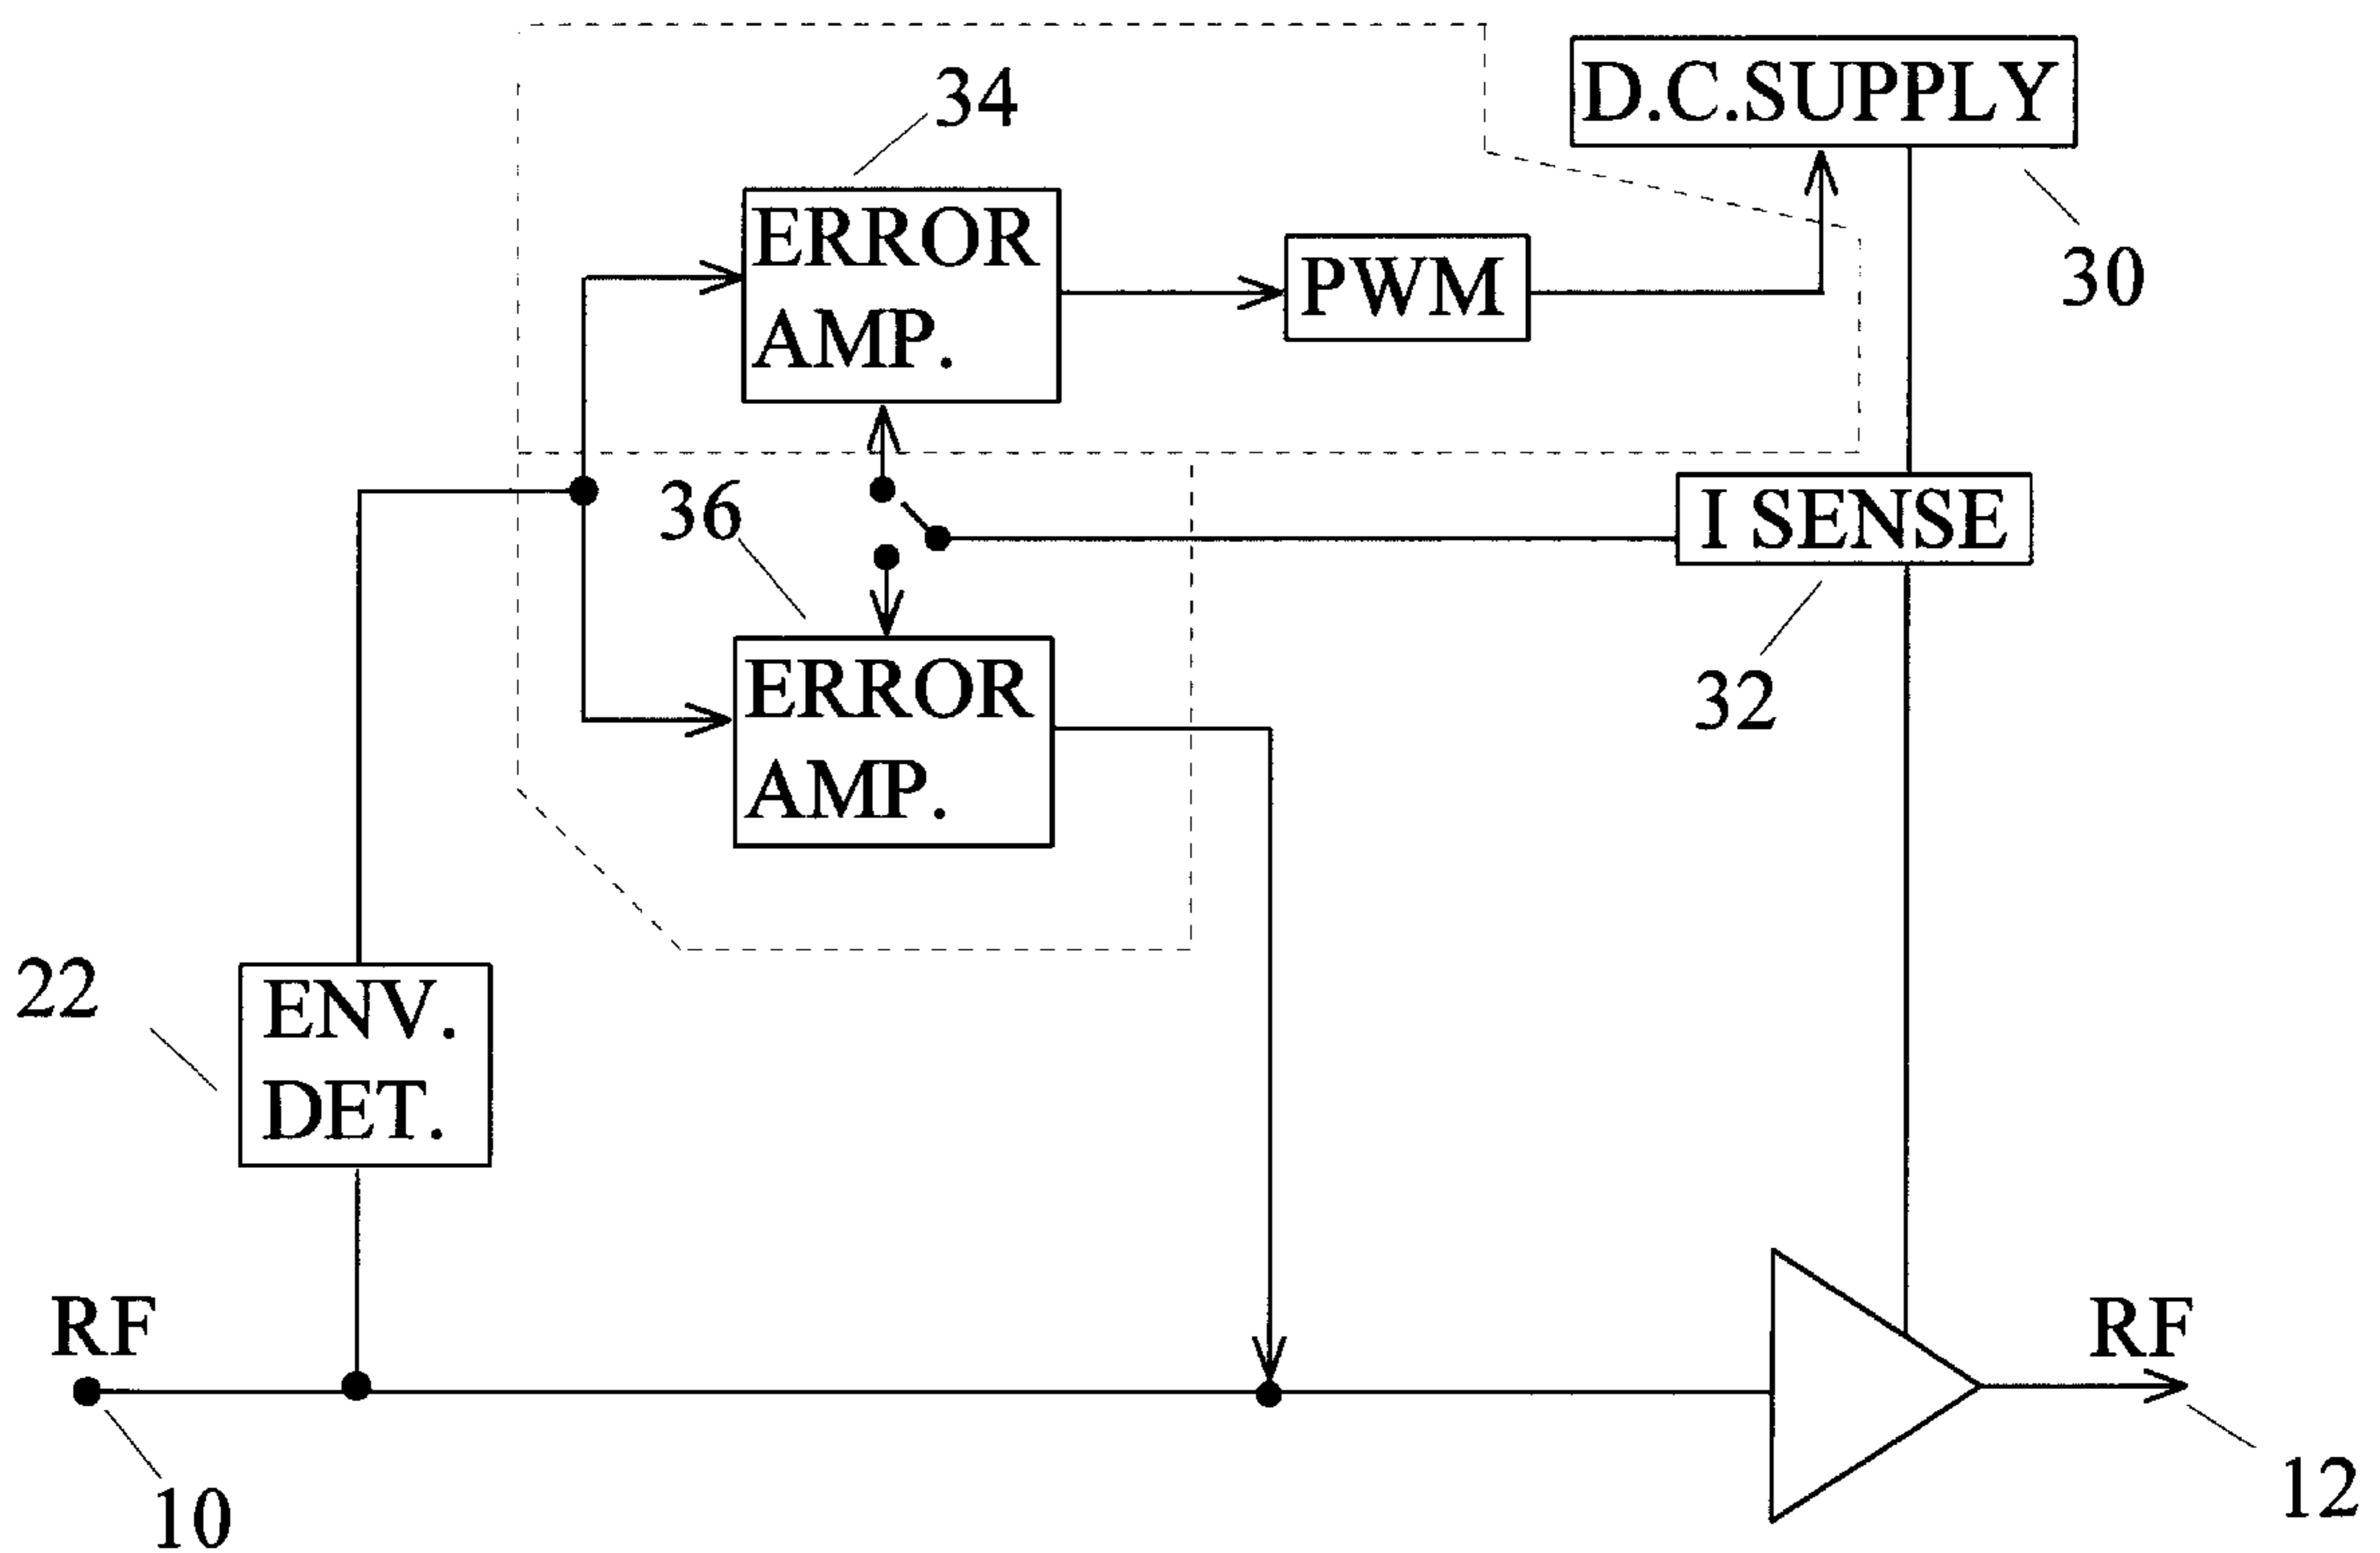 34
D.C.SUPPLY
ERROR
AMP.
PWM
30
36
I SENSE
ERROR
AMP.
32
22
ENV.
DET.
RF
RF
10
12